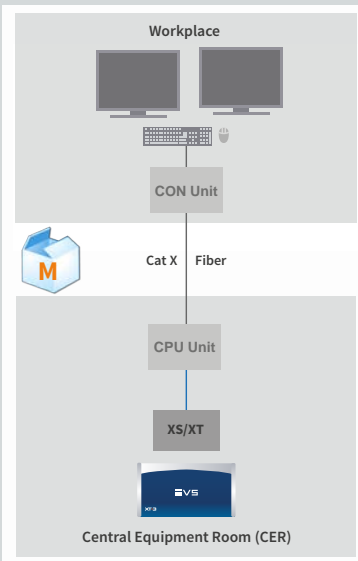 Workplace
CON Unit
M
Cat X Fiber
CPU Unit
XS/XT
EVS
XT3
Central Equipment Room (CER)